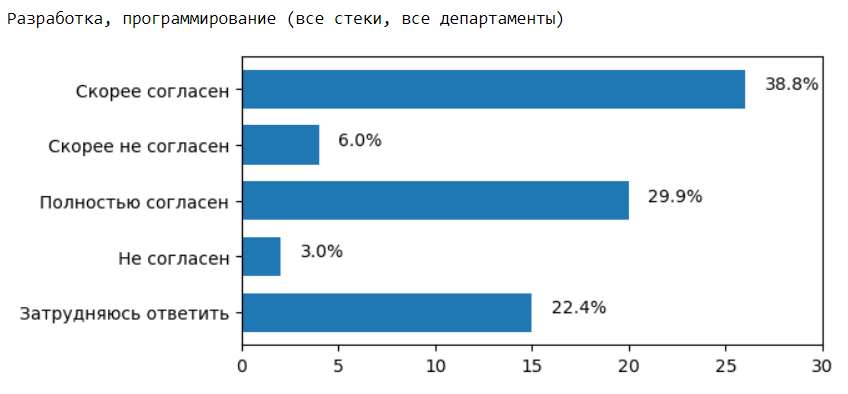 Разработка, программирование (все стеки, все департаменты)
Скорее согласен 38.8%
Скорее не согласен 6.0%
Полностью согласен 29.9%
Не согласен 3.0%
Затрудняюсь ответить 22.4%
0 5 10 15 20 25 30